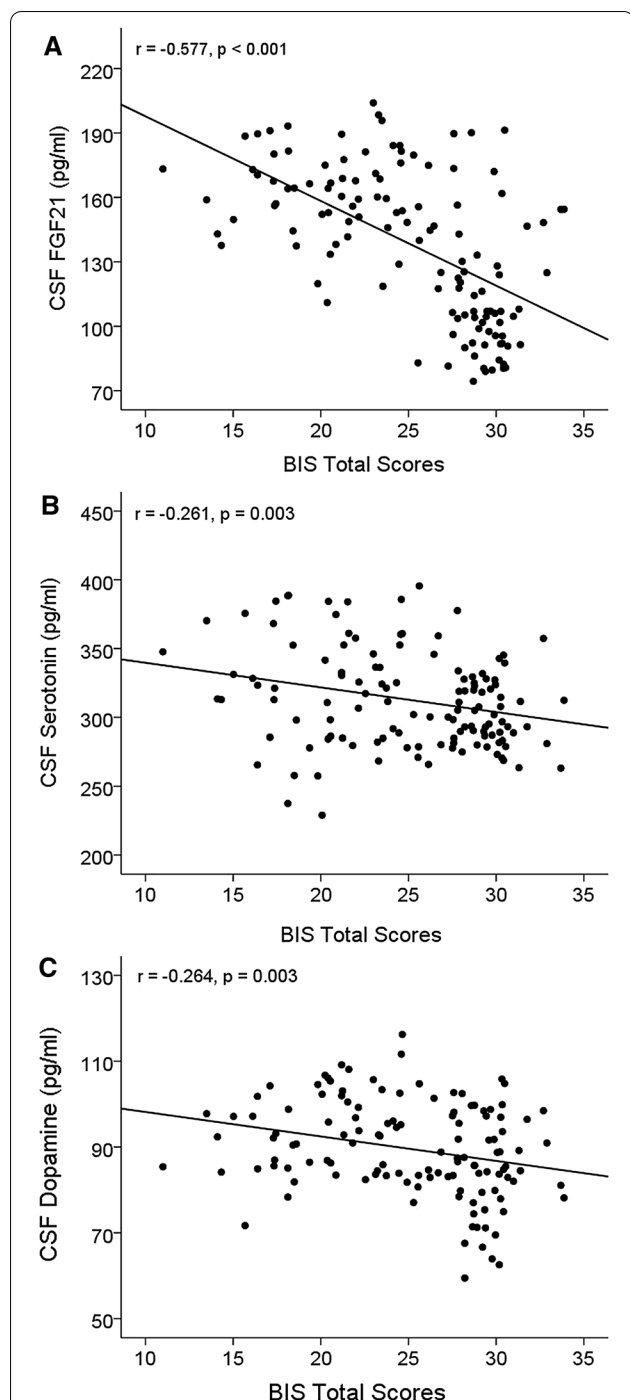 A
r = -0.577, p < 0.001
CSF FGF21 (pg/ml)
220
190
160
130
100
70
10 15 20 25 30 35
BIS Total Scores
B
r = -0.261, p = 0.003
CSF Serotonin (pg/ml)
450
400
350
300
250
200
10 15 20 25 30 35
BIS Total Scores
C
r = -0.264, p = 0.003
CSF Dopamine (pg/ml)
130
110
90
70
50
10 15 20 25 30 35
BIS Total Scores